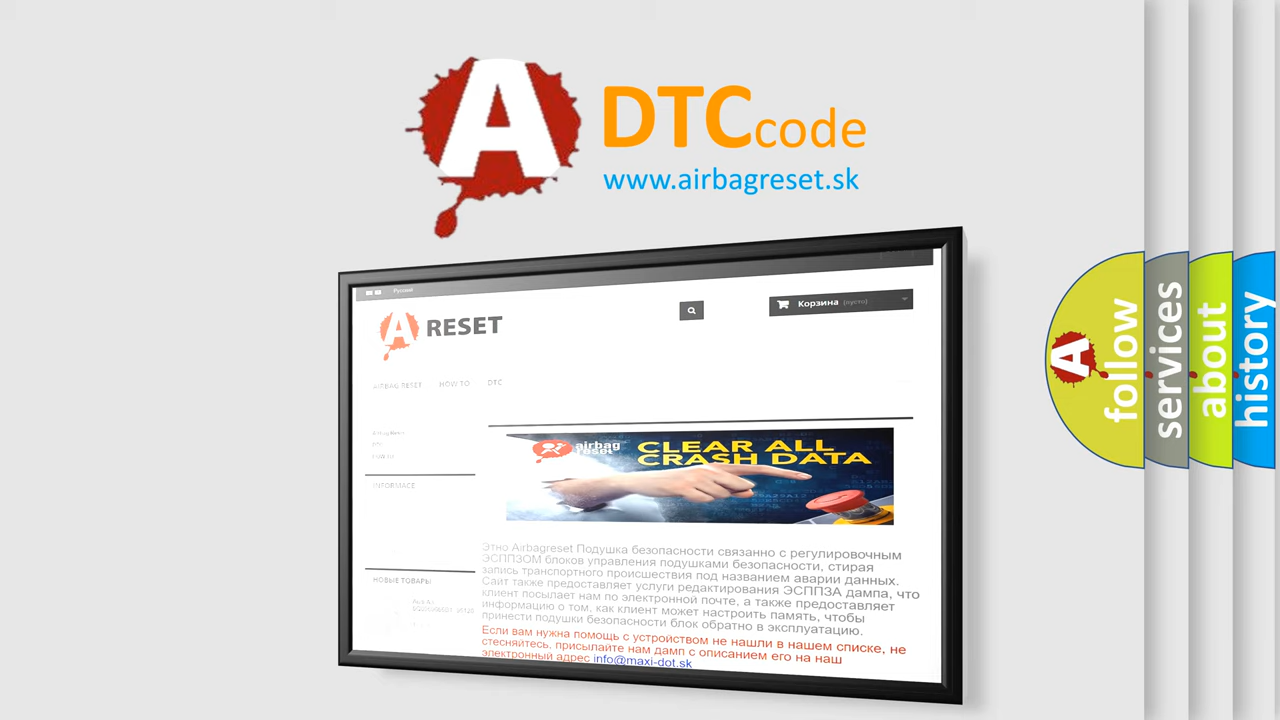 A
DTCcode
www.airbagreset.sk
Русский
Корзина (пусто)
A RESET
AIRBAG RESET HOW TO DTC
INFORMACE
airbag
reset
CLEAR ALL
CRASH DATA
Этно Airbagreset Подушка безопасности связанно с регулировочным
ЭСППЗОМ блоков управления подушками безопасности, стирая
запись транспортного происшествия под названием аварии данных.
Сайт также предоставляет услуги редактирования ЭСППЗА дампа, что
клиент посылает нам по электронной почте, а также предоставляет
информацию о том, как клиент может настроить память, чтобы
принести подушки безопасности блок обратно в эксплуатацию.
Если вам нужна помощь с устройством не нашли в нашем списке, не
стесняйтесь, присылайте нам дамп с описанием его на наш
электронный адрес info@maxi-dot.sk
НОВЫЕ ТОВАРЫ
A
follow
services
about
history